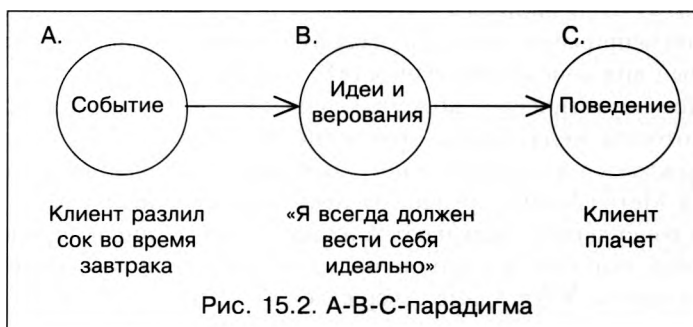 A.
B.
C.
Событие
Идеи и
верования
Поведение
Клиент разлил
сок во время
завтрака
«Я всегда должен
вести себя
идеально»
Клиент
плачет
Рис. 15.2. A-B-C-парадигма